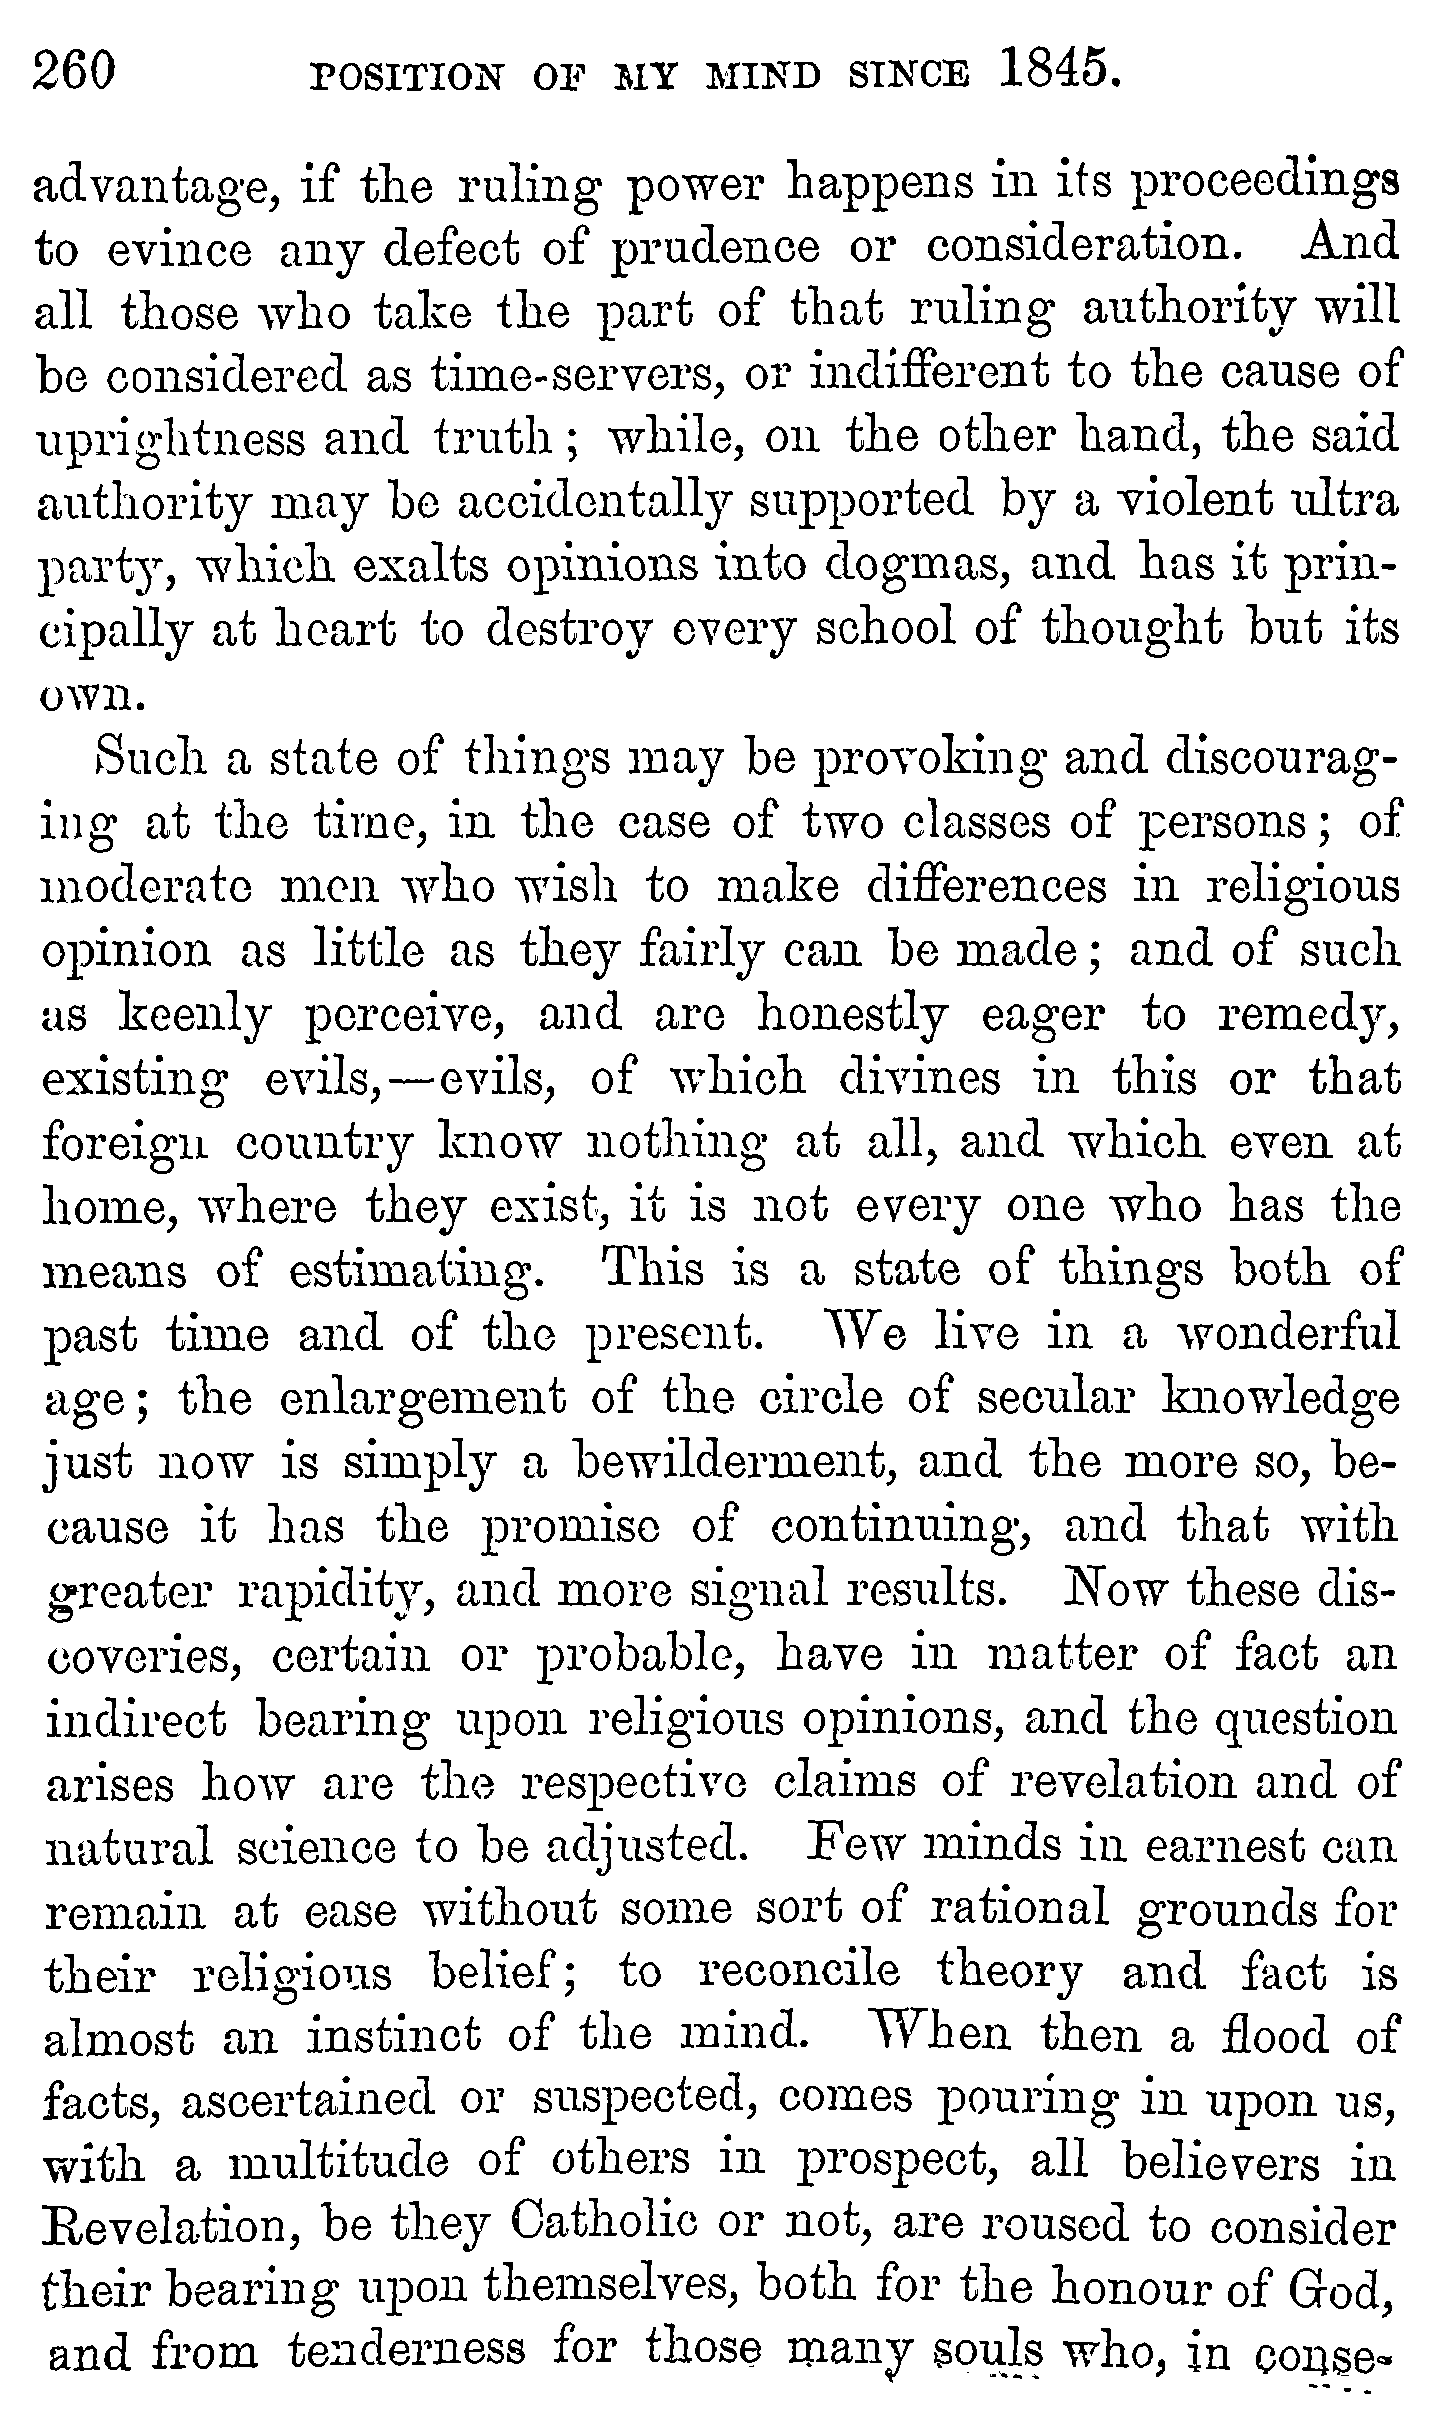 260 POSITION OF MY MIND SINCE 1845.
advantage, if the ruling power happens in its proceedings
to evince any defect of prudence or consideration. And
all those who take the part of that ruling authority will
be considered as time-servers, or indifferent to the cause of
uprightness and truth; while, on the other hand, the said
authority may be accidentally supported by a violent ultra
party, which exalts opinions into dogmas, and has it prin-
cipally at heart to destroy every school of thought but its
own.
Such a state of things may be provoking and discourag-
ing at the time, in the case of two classes of persons; of
moderate men who wish to make differences in religious
opinion as little as they fairly can be made; and of such
as keenly perceive, and are honestly eager to remedy,
existing evils,—evils, of which divines in this or that
foreign country know nothing at all, and which even at
home, where they exist, it is not every one who has the
means of estimating. This is a state of things both of
past time and of the present. We live in a wonderful
age; the enlargement of the circle of secular knowledge
just now is simply a bewilderment, and the more so, be-
cause it has the promise of continuing, and that with
greater rapidity, and more signal results. Now these dis-
coveries, certain or probable, have in matter of fact an
indirect bearing upon religious opinions, and the question
arises how are the respective claims of revelation and of
natural science to be adjusted. Few minds in earnest can
remain at ease without some sort of rational grounds for
their religious belief; to reconcile theory and fact is
almost an instinct of the mind. When then a flood of
facts, ascertained or suspected, comes pouring in upon us,
with a multitude of others in prospect, all believers in
Revelation, be they Catholic or not, are roused to consider
their bearing upon themselves, both for the honour of God,
and from tenderness for those many souls who, in conse-